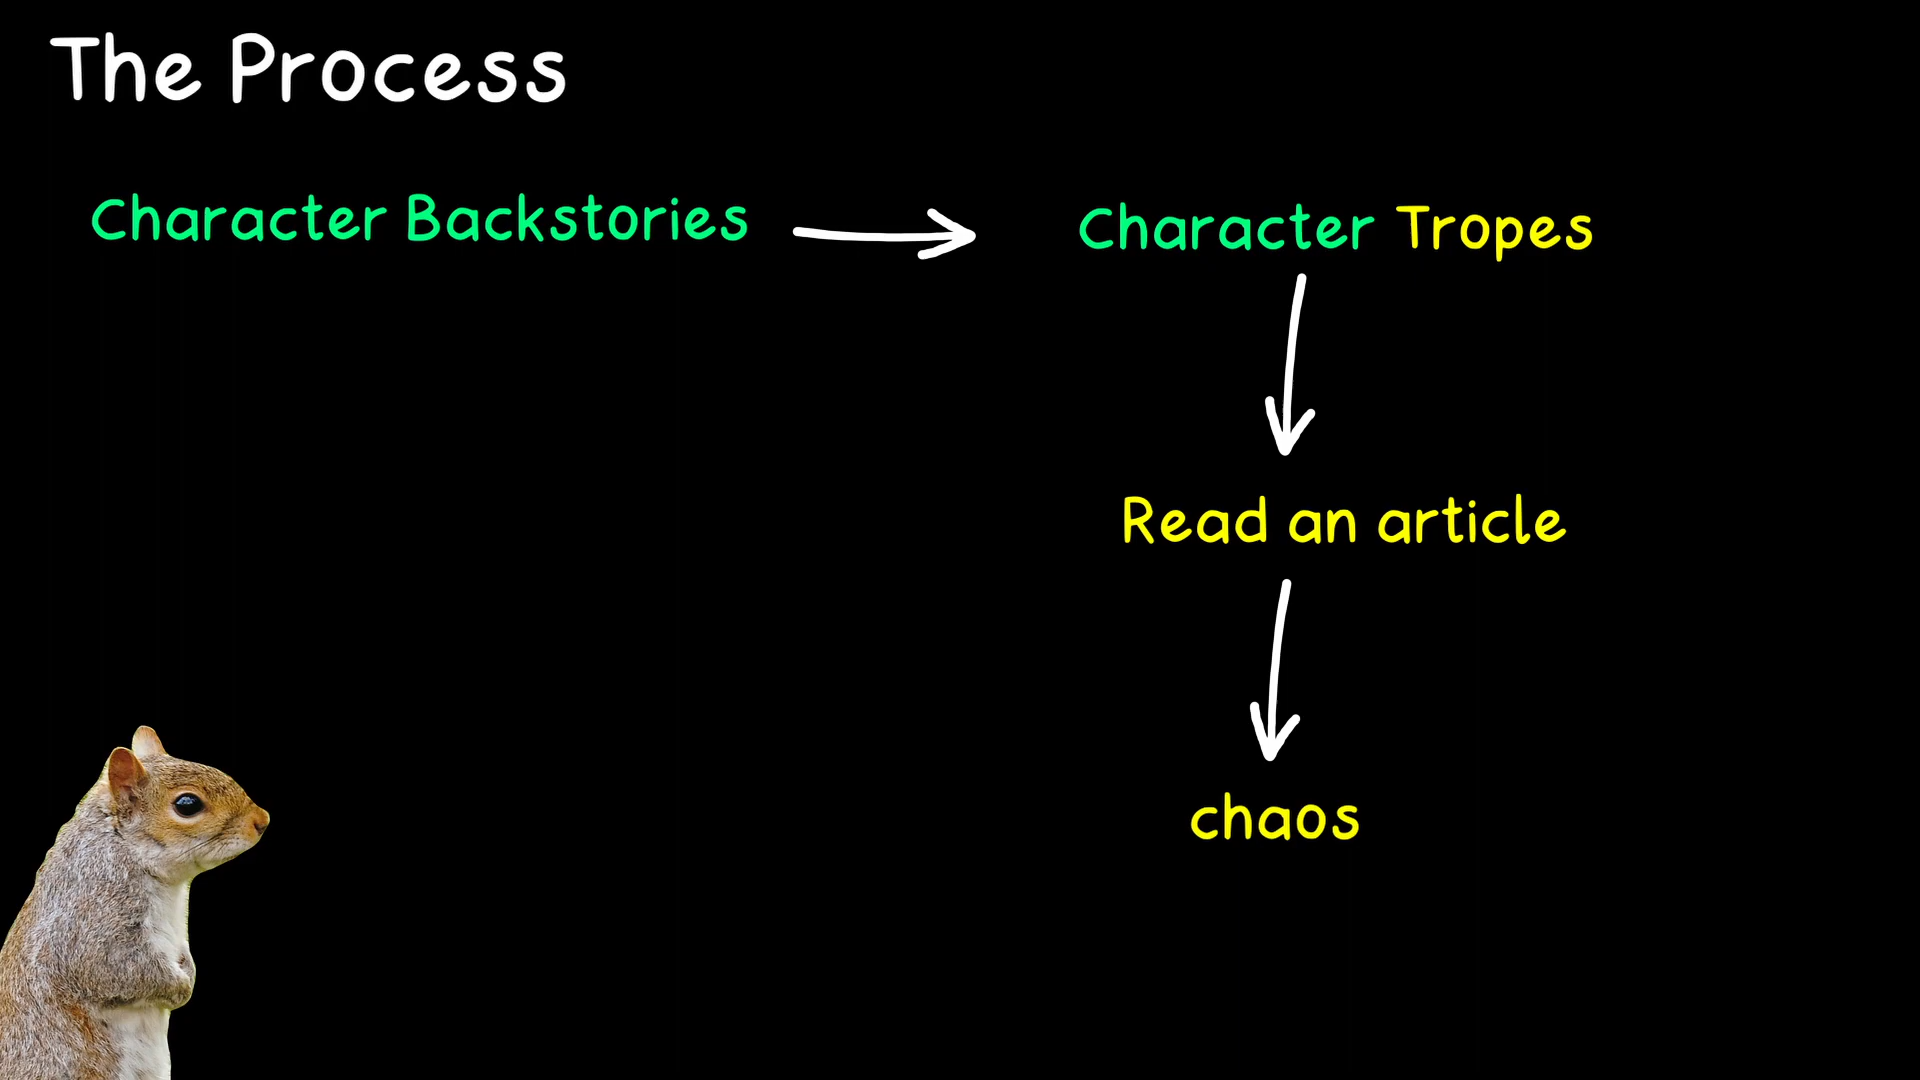 The Process
Character Backstories
Character Tropes
Read an article
chaos